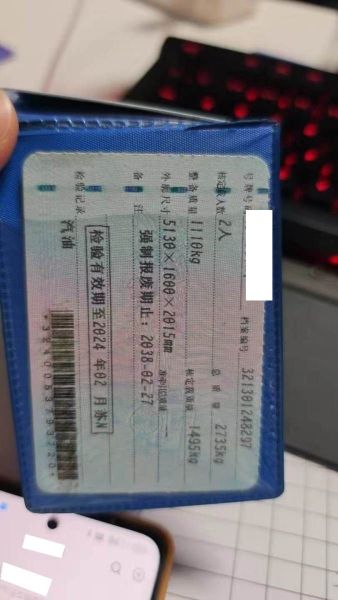 号牌号码 档案编号 321301248297
核定载人数 2人 总质量 2735kg
整备质量 1110kg 核定载质量 1495kg
外廓尺寸 5130×1600×2015mm 准牵引总质量 —
备注 强制报废期止:2038-02-27
检验记录 检验有效期至2024年02月苏N
汽油